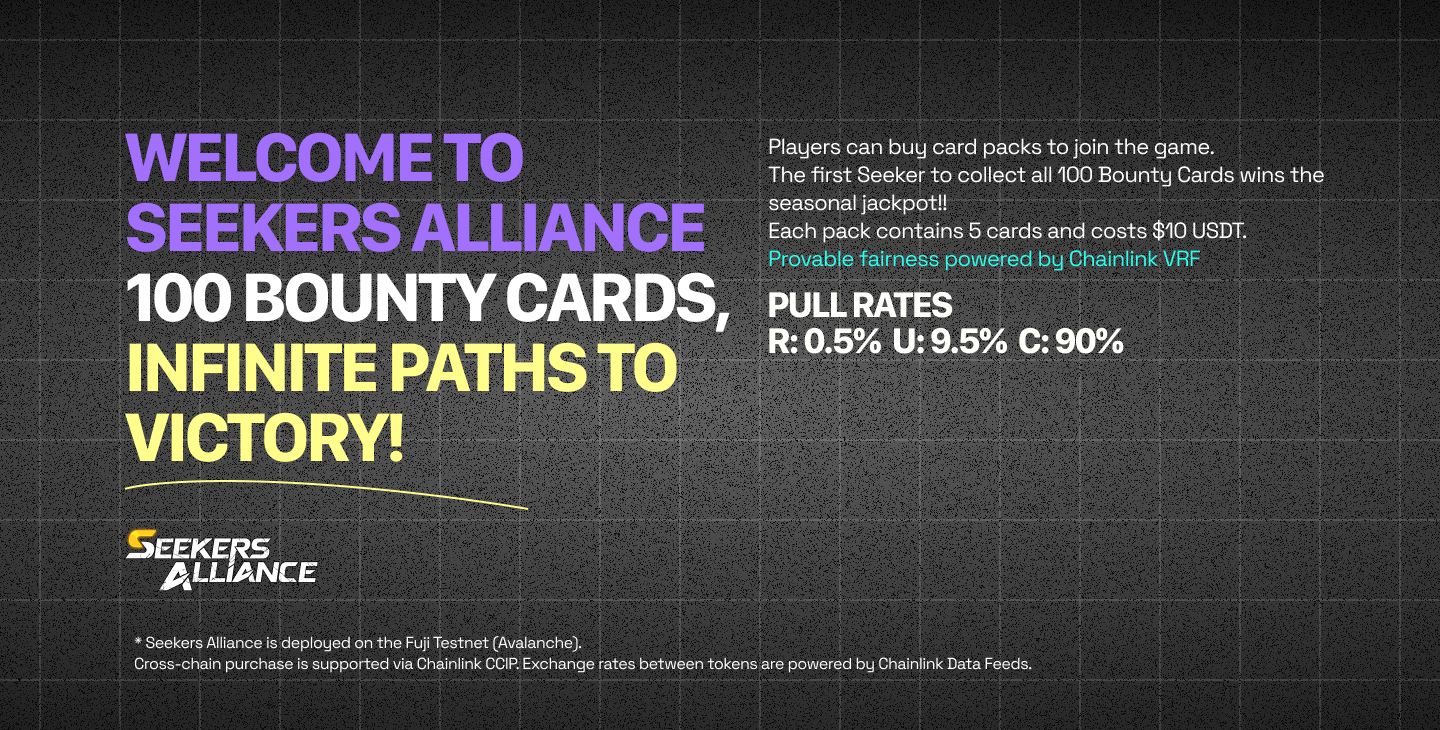 WELCOME TO
SEEKERS ALLIANCE
100 BOUNTY CARDS,
INFINITE PATHS TO
VICTORY!
Players can buy card packs to join the game.
The first Seeker to collect all 100 Bounty Cards wins the
seasonal jackpot!!
Each pack contains 5 cards and costs $10 USDT.
Provable fairness powered by Chainlink VRF
PULL RATES
R: 0.5% U: 9.5% C: 90%
SEEKERS
ALLIANCE
* Seekers Alliance is deployed on the Fuji Testnet (Avalanche).
Cross-chain purchase is supported via Chainlink CCIP. Exchange rates between tokens are powered by Chainlink Data Feeds.